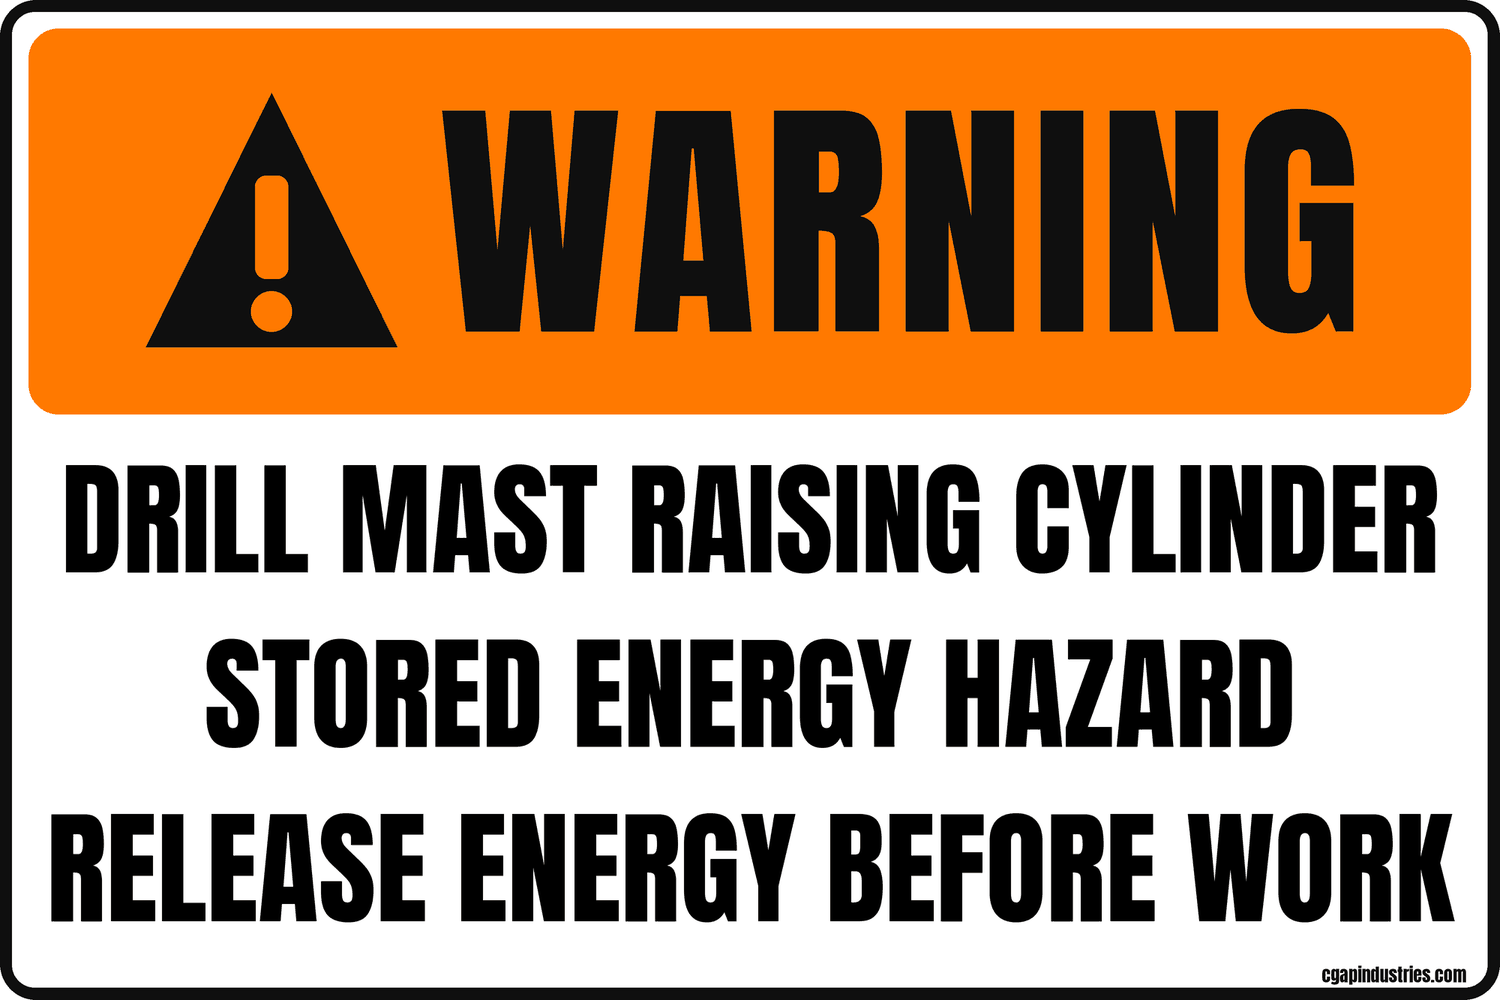 WARNING
DRILL MAST RAISING CYLINDER
STORED ENERGY HAZARD
RELEASE ENERGY BEFORE WORK
cgapindustries.com